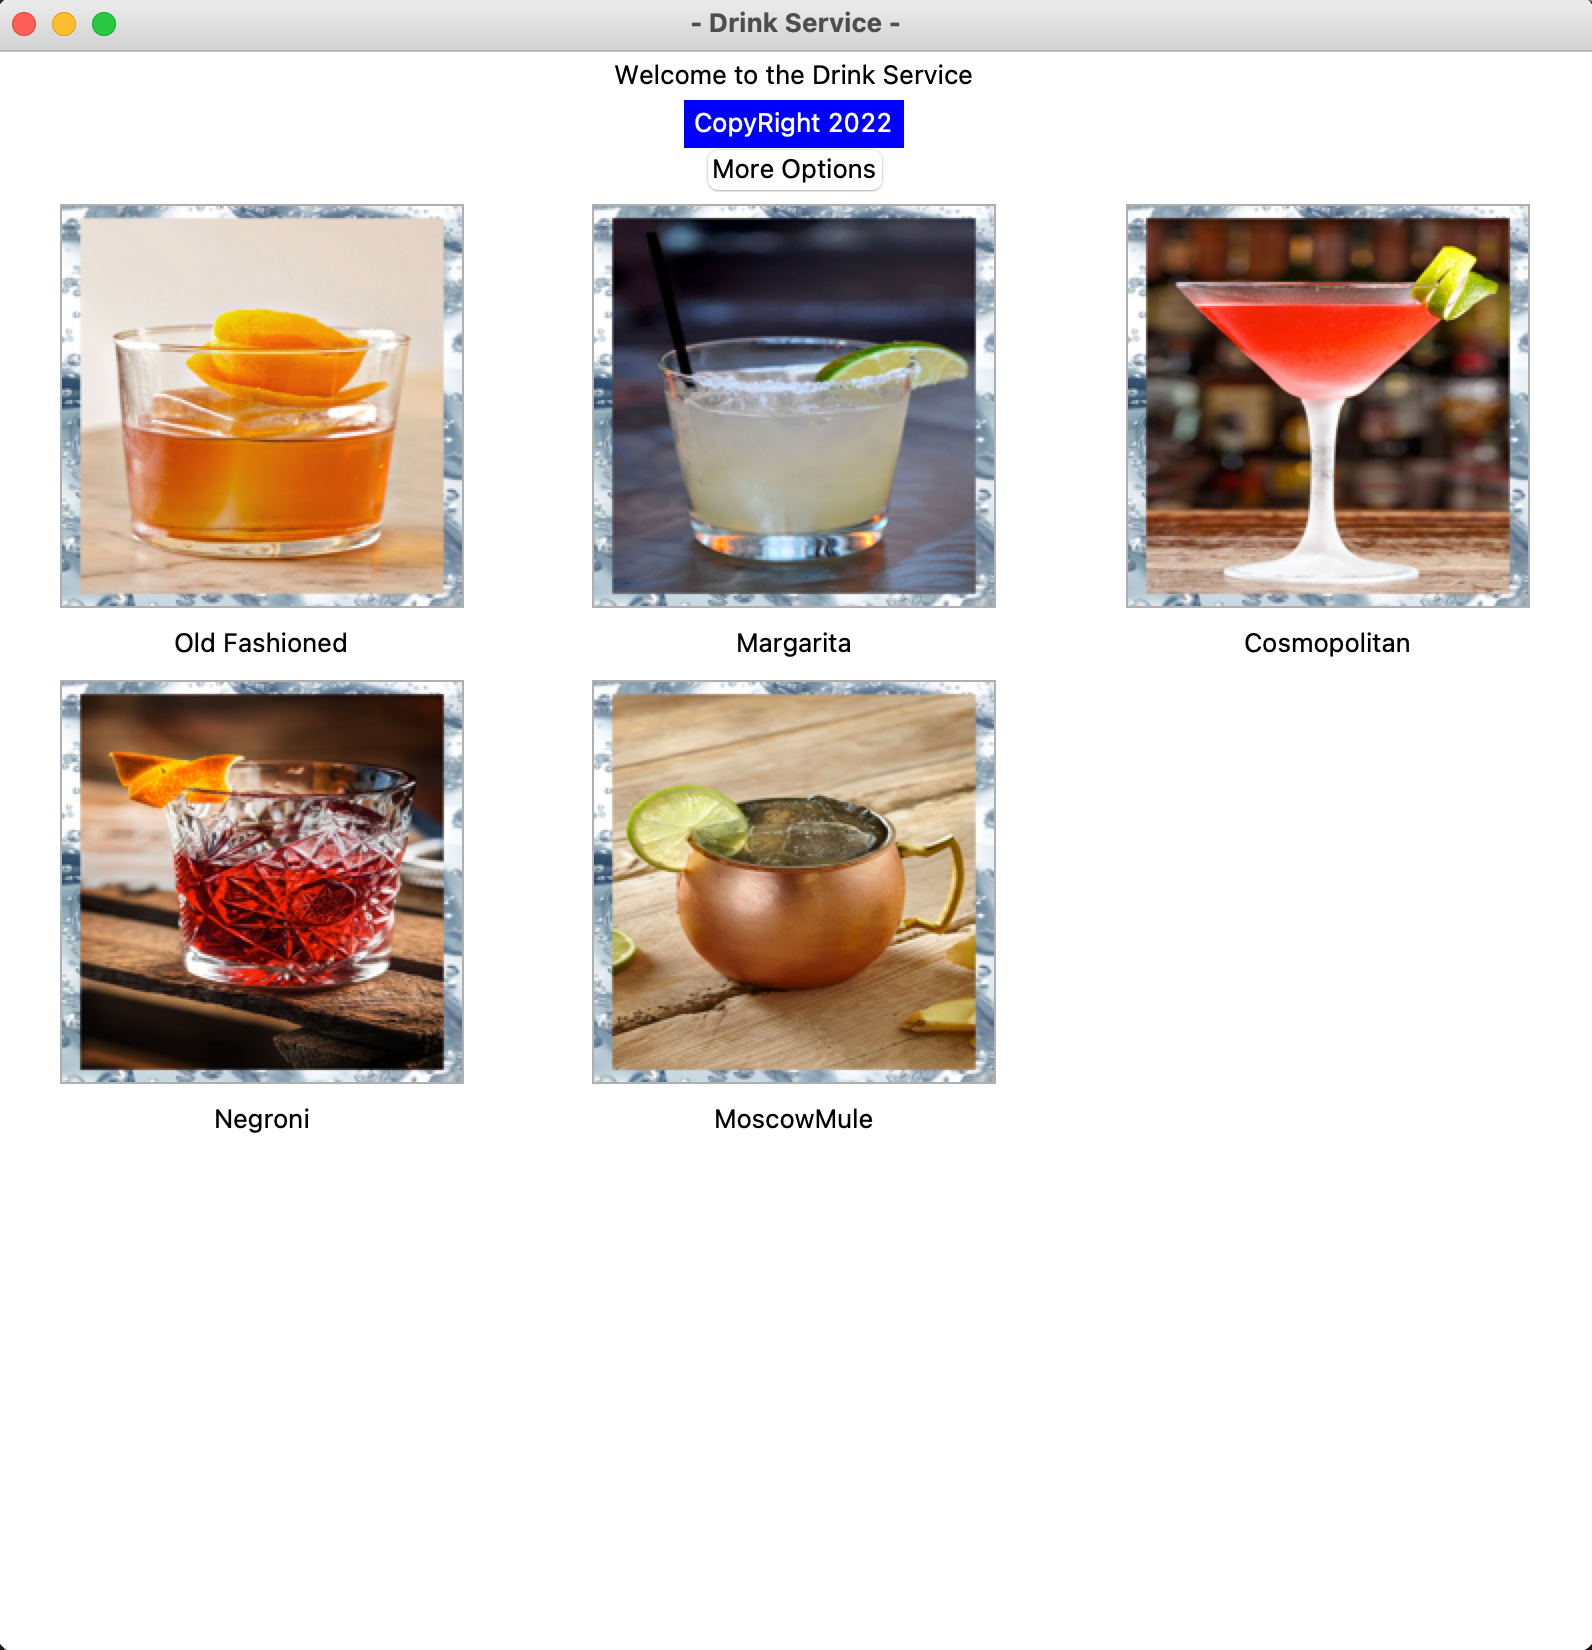 - Drink Service -
Welcome to the Drink Service
CopyRight 2022
More Options
Old Fashioned
Margarita
Cosmopolitan
Negroni
MoscowMule